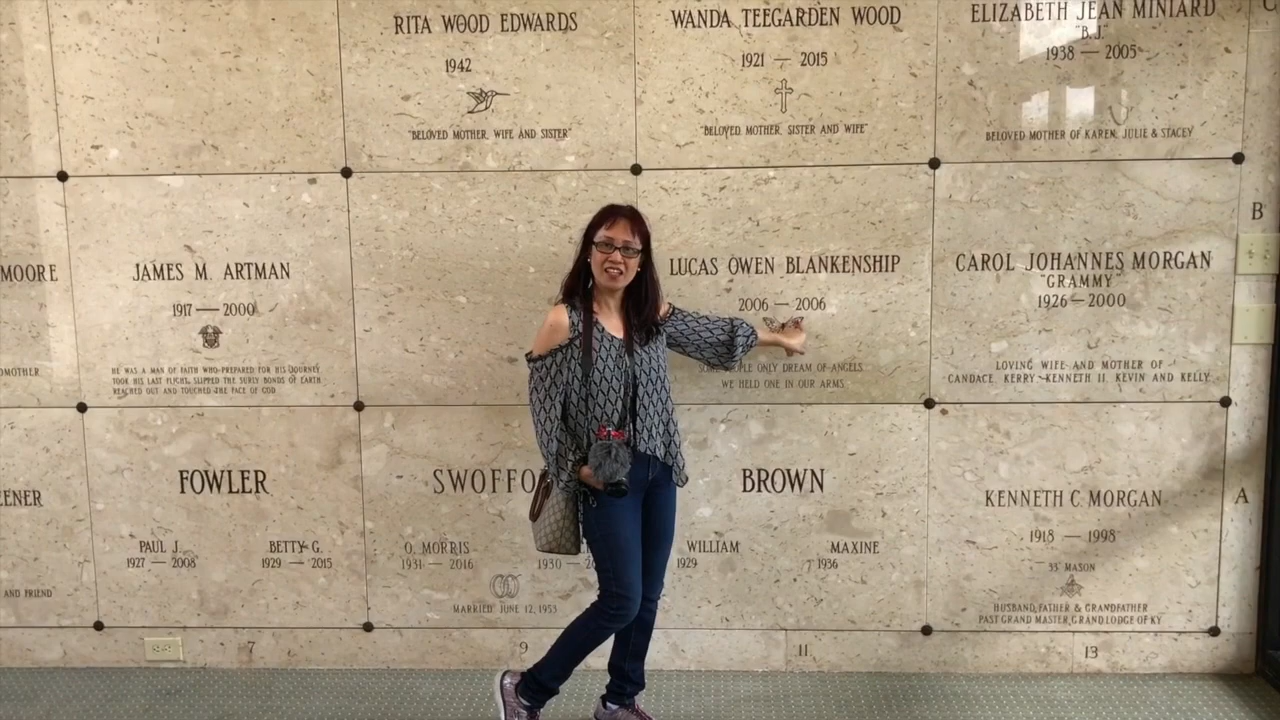 RITA WOOD EDWARDS
1942
"BELOVED MOTHER, WIFE AND SISTER"
WANDA TEEGARDEN WOOD
1921 — 2015
"BELOVED MOTHER, SISTER AND WIFE"
ELIZABETH JEAN MINIARD
"B. J."
1938 — 2005
BELOVED MOTHER OF KAREN, JULIE & STACEY
C
MOORE
JAMES M. ARTMAN
1917 — 2000
HE WAS A MAN OF FAITH WHO PREPARED FOR HIS JOURNEY
TOOK HIS LAST FLIGHT, SLIPPED THE SURLY BONDS OF EARTH
REACHED OUT AND TOUCHED THE FACE OF GOD
LUCAS OWEN BLANKENSHIP
2006 — 2006
PEOPLE ONLY DREAM OF ANGELS
WE HELD ONE IN OUR ARMS
CAROL JOHANNES MORGAN
"GRAMMY"
1926 — 2000
LOVING WIFE AND MOTHER OF
CANDACE, KERRY, KENNETH II, KEVIN AND KELLY
B
FOWLER
PAUL J.
1927 — 2008
BETTY G.
1929 — 2015
SWOFFO
O. MORRIS
1931 — 2016
1930 — 20
MARRIED JUNE 12, 1953
BROWN
WILLIAM
1929
MAXINE
1936
KENNETH C. MORGAN
1918 — 1998
33° MASON
HUSBAND, FATHER & GRANDFATHER
PAST GRAND MASTER, GRAND LODGE OF KY
A
AND FRIEND
7
9
11
13